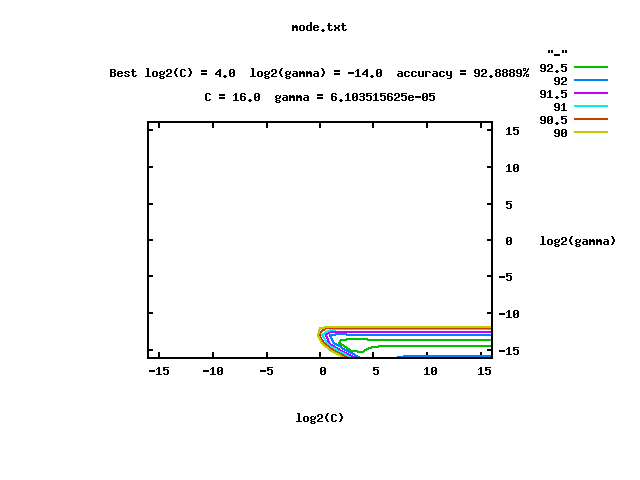 mode.txt
"-"
Best log2(C) = 4.0 log2(gamma) = -14.0 accuracy = 92.8889%
92.5
92
C = 16.0 gamma = 6.103515625e-05
91.5
91
90.5
90
15
10
5
0
log2(gamma)
-5
-10
-15
-15 -10 -5 0 5 10 15
log2(C)